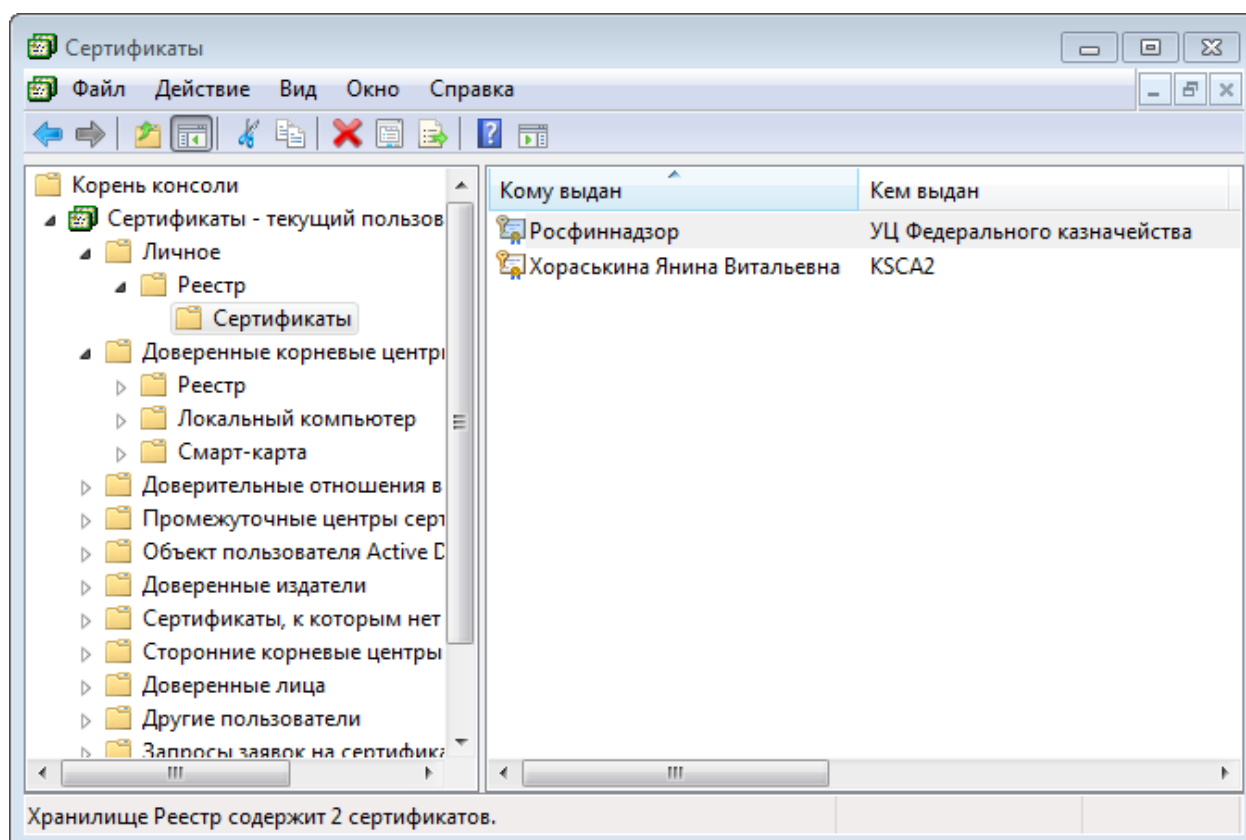 Сертификаты
Файл Действие Вид Окно Справка
Корень консоли
Сертификаты - текущий пользов
Личное
Реестр
Сертификаты
Доверенные корневые центры
Реестр
Локальный компьютер
Смарт-карта
Доверительные отношения в
Промежуточные центры серт
Объект пользователя Active D
Доверенные издатели
Сертификаты, к которым нет
Сторонние корневые центры
Доверенные лица
Другие пользователи
Запросы заявок на сертифика
Кому выдан Кем выдан
Росфиннадзор УЦ Федерального казначейства
Хораськина Янина Витальевна KSCA2
Хранилище Реестр содержит 2 сертификатов.